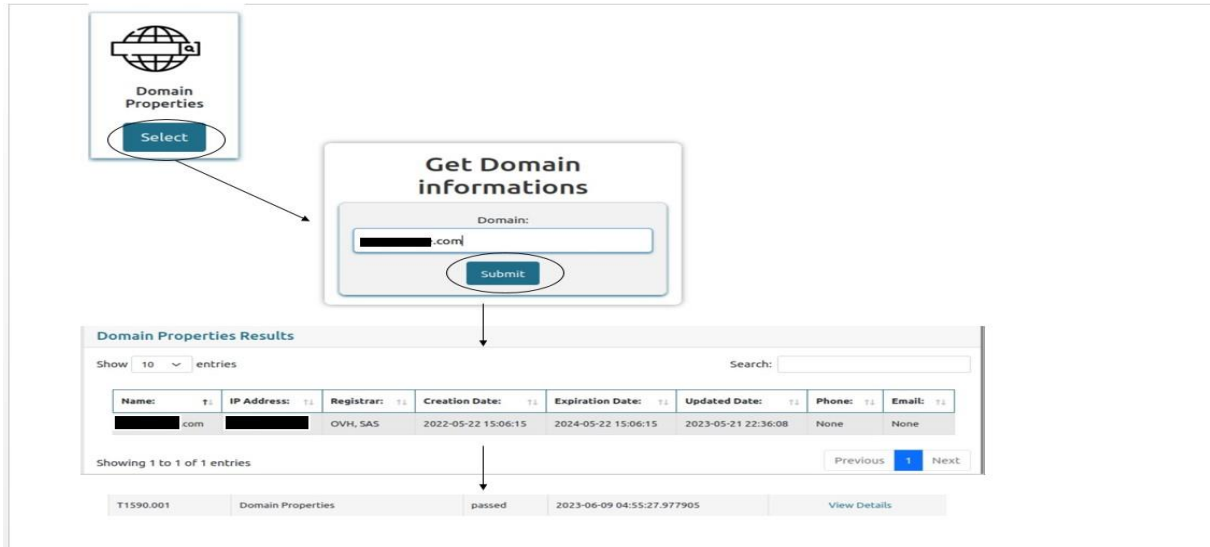 Domain
Properties
Select
Get Domain
informations
Domain:
.com
Submit
Domain Properties Results
Show 10 entries Search:
Name: IP Address: Registrar: Creation Date: Expiration Date: Updated Date: Phone: Email:
.com OVH, SAS 2022-05-22 15:06:15 2024-05-22 15:06:15 2023-05-21 22:36:08 None None
Showing 1 to 1 of 1 entries Previous 1 Next
T1590.001 Domain Properties passed 2023-06-09 04:55:27.977905 View Details